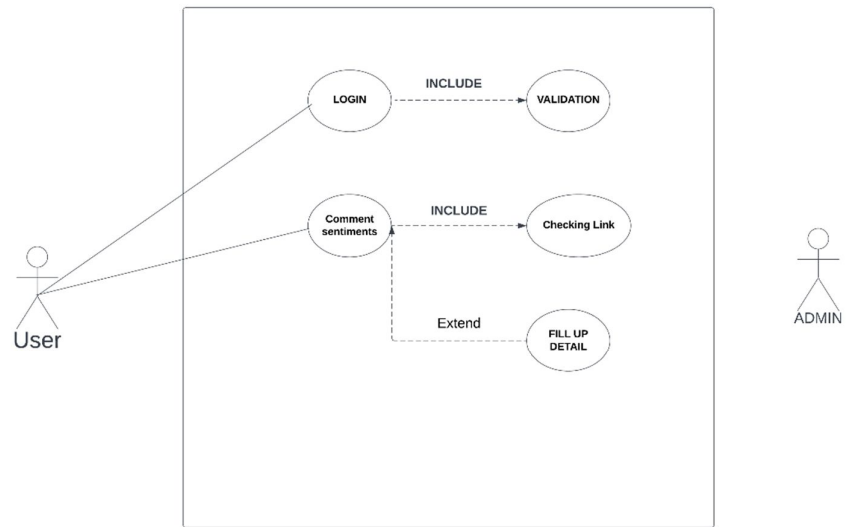 INCLUDE
LOGIN
VALIDATION
INCLUDE
Comment
sentiments
Checking Link
Extend
FILL UP
DETAIL
User
ADMIN